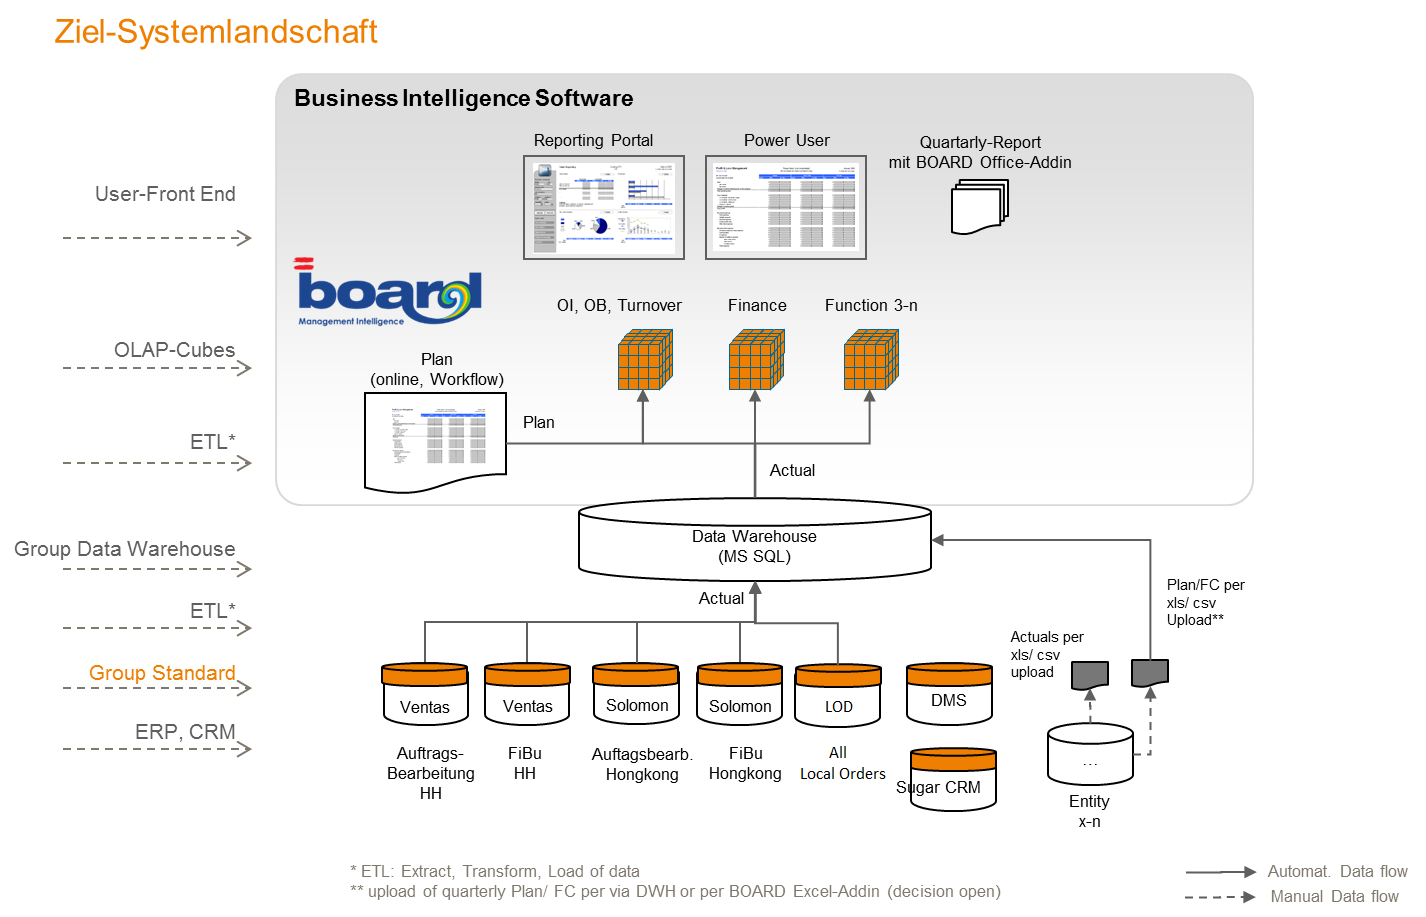 Ziel-Systemlandschaft
Business Intelligence Software
Reporting Portal
Power User
Quartarly-Report
mit BOARD Office-Addin
User-Front End
board
Management Intelligence
OI, OB, Turnover
Finance
Function 3-n
OLAP-Cubes
Plan
(online, Workflow)
Plan
ETL*
Actual
Data Warehouse
(MS SQL)
Group Data Warehouse
Actual
Plan/FC per
xls/ csv
Upload**
ETL*
Actuals per
xls/ csv
upload
Group Standard
Ventas
Ventas
Solomon
Solomon
LOD
DMS
ERP, CRM
Auftrags-
Bearbeitung
HH
FiBu
HH
Auftagsbearb.
Hongkong
FiBu
Hongkong
All
Local Orders
Sugar CRM
...
Entity
x-n
* ETL: Extract, Transform, Load of data
** upload of quarterly Plan/ FC per via DWH or per BOARD Excel-Addin (decision open)
Automat. Data flow
Manual Data flow